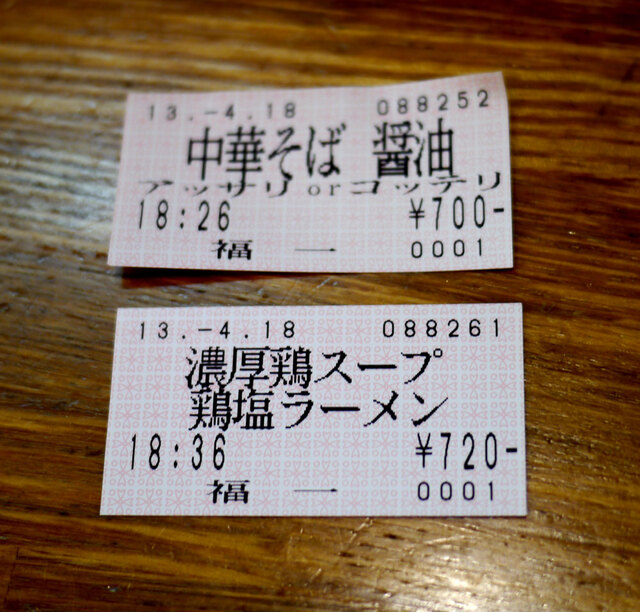 13.-4.18 088252
中華そば 醤油
アッサリorコッテリ
18:26 ¥700-
福一 0001
13.-4.18 088261
濃厚鶏スープ
鶏塩ラーメン
18:36 ¥720-
福一 0001